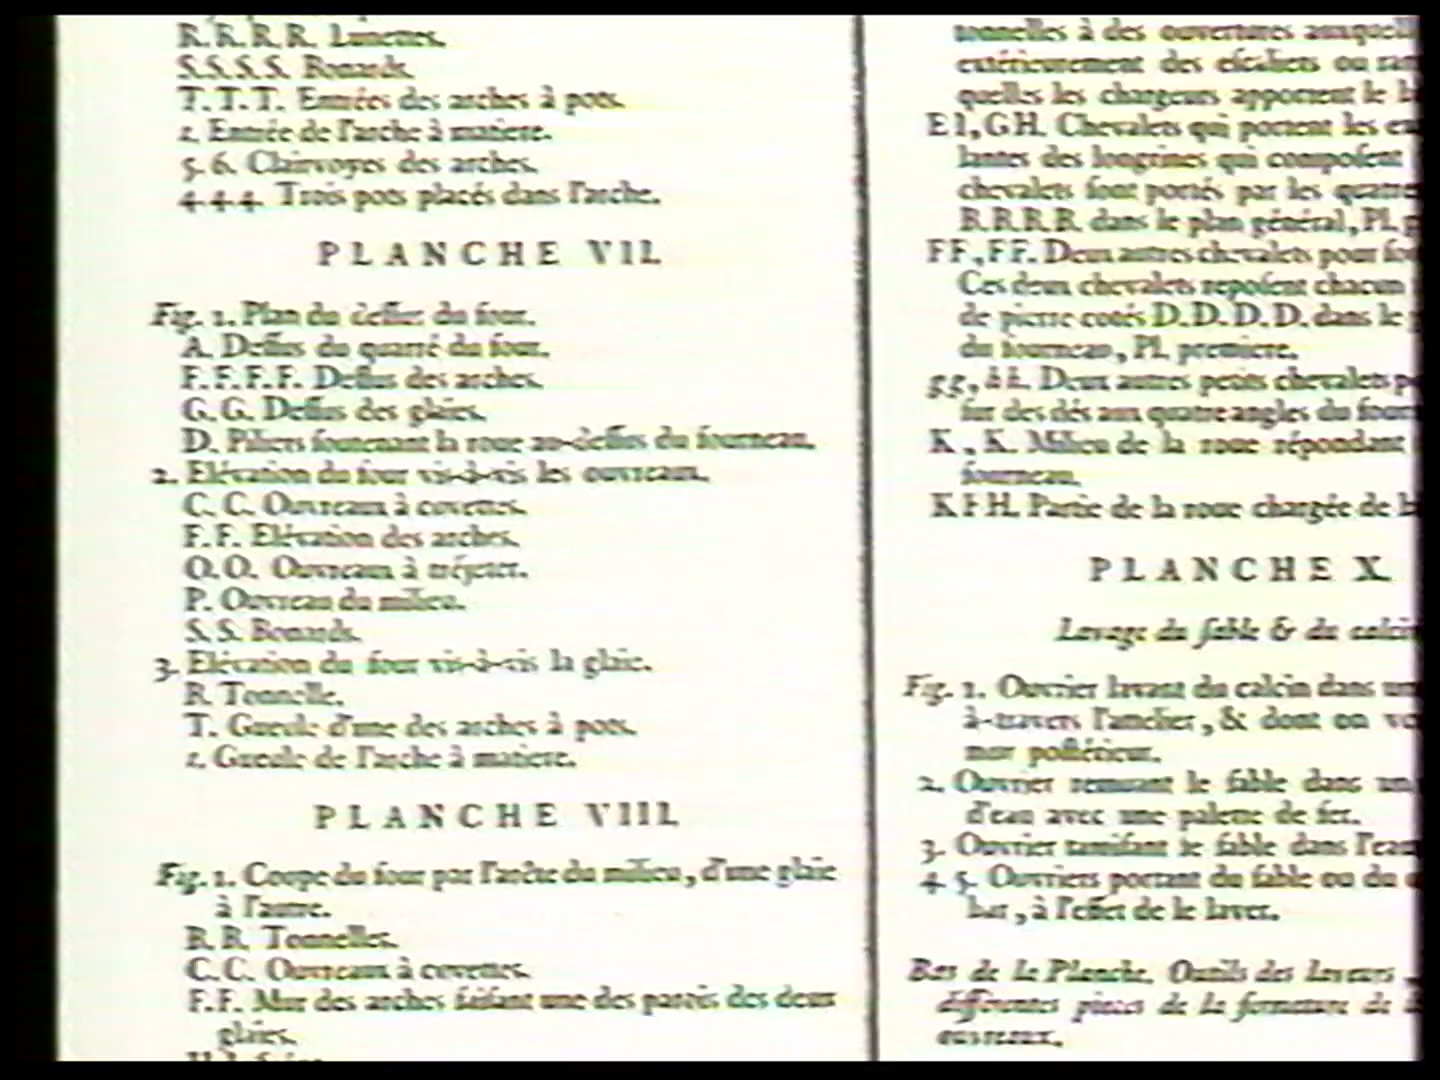 R. R. R. R. Lunettes.
S. S. S. S. Bonards.
T. T. T. Entrées des arches à pots.
z. Entrée de l'arche à matiere.
5. 6. Clairvoyes des arches.
4. 4. 4. Trois pots placés dans l'arche.
PLANCHE VII.
Fig. 1. Plan du deſſus du four.
A. Deſſus du quarré du four.
F. F. F. F. Deſſus des arches.
G. G. Deſſus des glaies.
D. Piliers ſoutenant la roue au-deſſus du fourneau.
2. Elévation du four vis-à-vis les ouvreaux.
C. C. Ouvreaux à cuvettes.
F. F. Elévation des arches.
O. O. Ouvreaux à tréjeter.
P. Ouvreau du milieu.
S. S. Bonards.
3. Elévation du four vis-à-vis la glaie.
R. Tonnelle.
T. Gueule d'une des arches à pots.
z. Gueule de l'arche à matiere.
PLANCHE VIII.
Fig. 1. Coupe du four par l'arête du milieu, d'une glaie
à l'autre.
R. R. Tonnelles.
C. C. Ouvreaux à cuvettes.
F. F. Mur des arches faiſant une des parois des deux
glaies.
tonnelles à des ouvertures
extérieurement des eſcaliers ou
quelles les chargeurs apportent le
E I, G H. Chevalets qui portent les
lantes des longrines qui compoſent
chevalets ſont portés par les quatre
R. R. R. R. dans le plan général, Pl.
F F, F F. Deux autres chevalets pour
Ces deux chevalets repoſent chacun
de pierre cotés D. D. D. D. dans le
du fourneau, Pl. premiere.
gg, hh. Deux autres petits chevalets
ſur des dés aux quatre angles du
K, K. Milieu de la roue répondant
fourneau.
K F H. Partie de la roue chargée de
PLANCHE X.
Lavage du ſable & du
Fig. 1. Ouvrier lavant du calcin dans
à-travers l'attelier, & dont on
mur poſtérieur.
2. Ouvrier remuant le ſable dans
d'eau avec une palette de fer.
3. Ouvrier tamiſant le ſable dans
4. 5. Ouvriers portant du ſable ou du
bar, à l'effet de le laver.
Bas de la Planche. Outils des laveurs
différentes pieces de la fermeture de
ouvreaux.